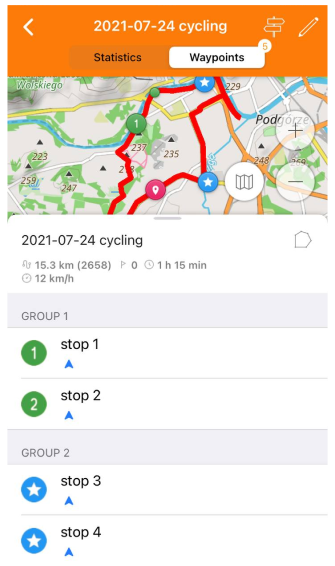 2021-07-24 cycling
Statistics
Waypoints
5
Wolskiego
229
1
Podgórze
237
235
223
248
269
259
247
2021-07-24 cycling
15.3 km (2658) 0 1 h 15 min
12 km/h
GROUP 1
1 stop 1
2 stop 2
GROUP 2
stop 3
stop 4